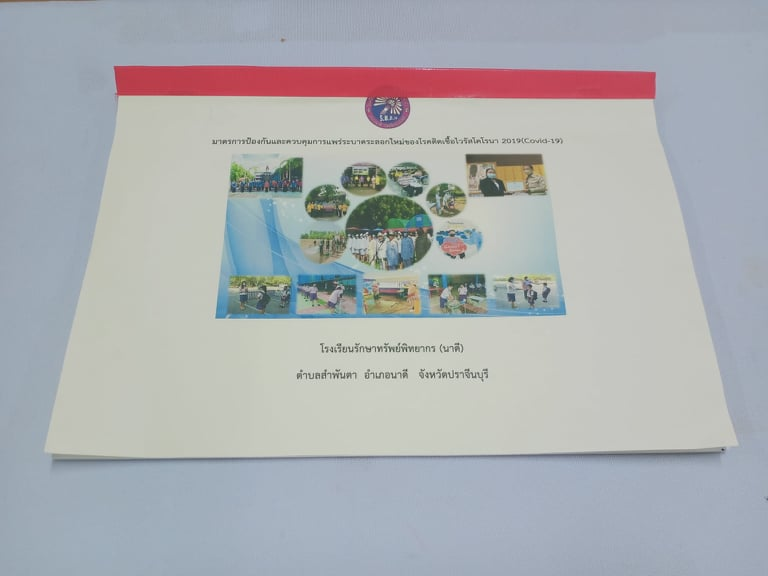 ร.ษ.พ.
มาตรการป้องกันและควบคุมการแพร่ระบาดระลอกใหม่ของโรคติดเชื้อไวรัสโคโรนา 2019(Covid-19)
โรงเรียนรักษาทรัพย์พิทยากร (นาดี)
ตำบลสำพันตา อำเภอนาดี จังหวัดปราจีนบุรี